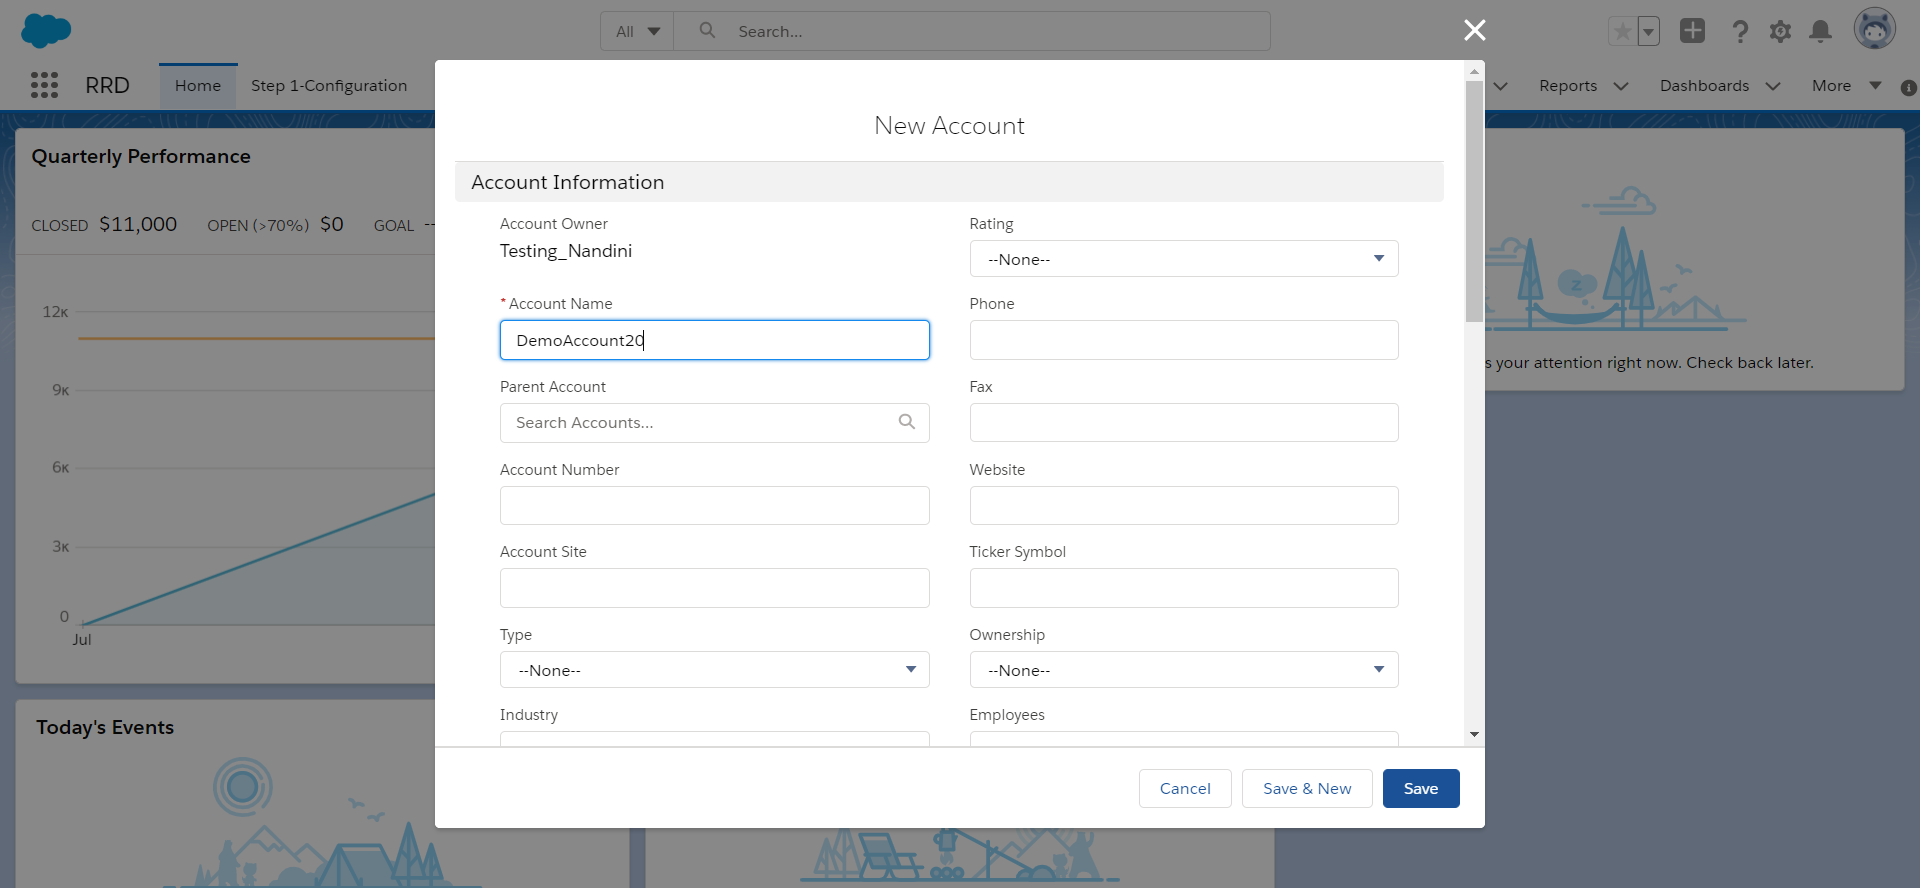 All
Search...
RRD
Home
Step 1-Configuration
Reports
Dashboards
More
Quarterly Performance
CLOSED $11,000 OPEN (>70%) $0 GOAL --
12K
9K
6K
3K
0
Jul
Today's Events
New Account
Account Information
Account Owner
Testing_Nandini
Rating
--None--
* Account Name
DemoAccount20
Phone
Parent Account
Search Accounts...
Fax
Account Number
Website
Account Site
Ticker Symbol
Type
--None--
Ownership
--None--
Industry
Employees
Cancel
Save & New
Save
z
s your attention right now. Check back later.